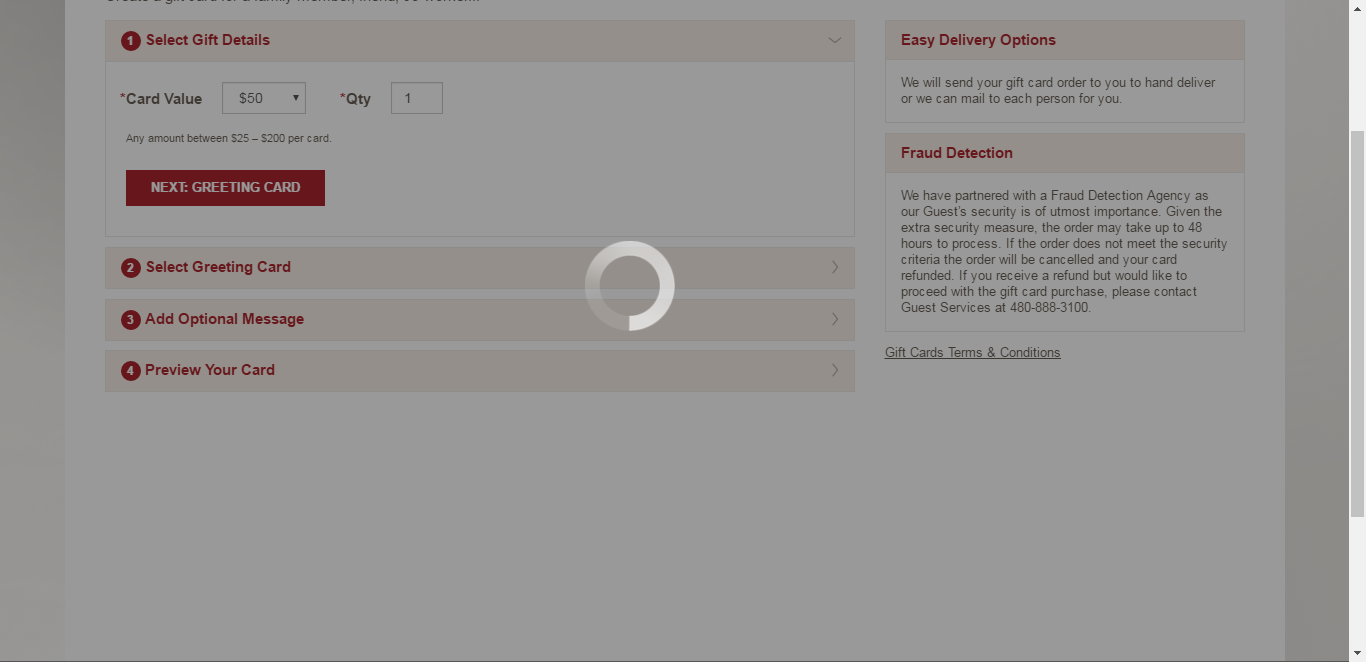 1 Select Gift Details
*Card Value $50 *Qty 1
Any amount between $25 – $200 per card.
NEXT: GREETING CARD
2 Select Greeting Card
3 Add Optional Message
4 Preview Your Card
Easy Delivery Options
We will send your gift card order to you to hand deliver
or we can mail to each person for you.
Fraud Detection
We have partnered with a Fraud Detection Agency as
our Guest's security is of utmost importance. Given the
extra security measure, the order may take up to 48
hours to process. If the order does not meet the security
criteria the order will be cancelled and your card
refunded. If you receive a refund but would like to
proceed with the gift card purchase, please contact
Guest Services at 480-888-3100.
Gift Cards Terms & Conditions